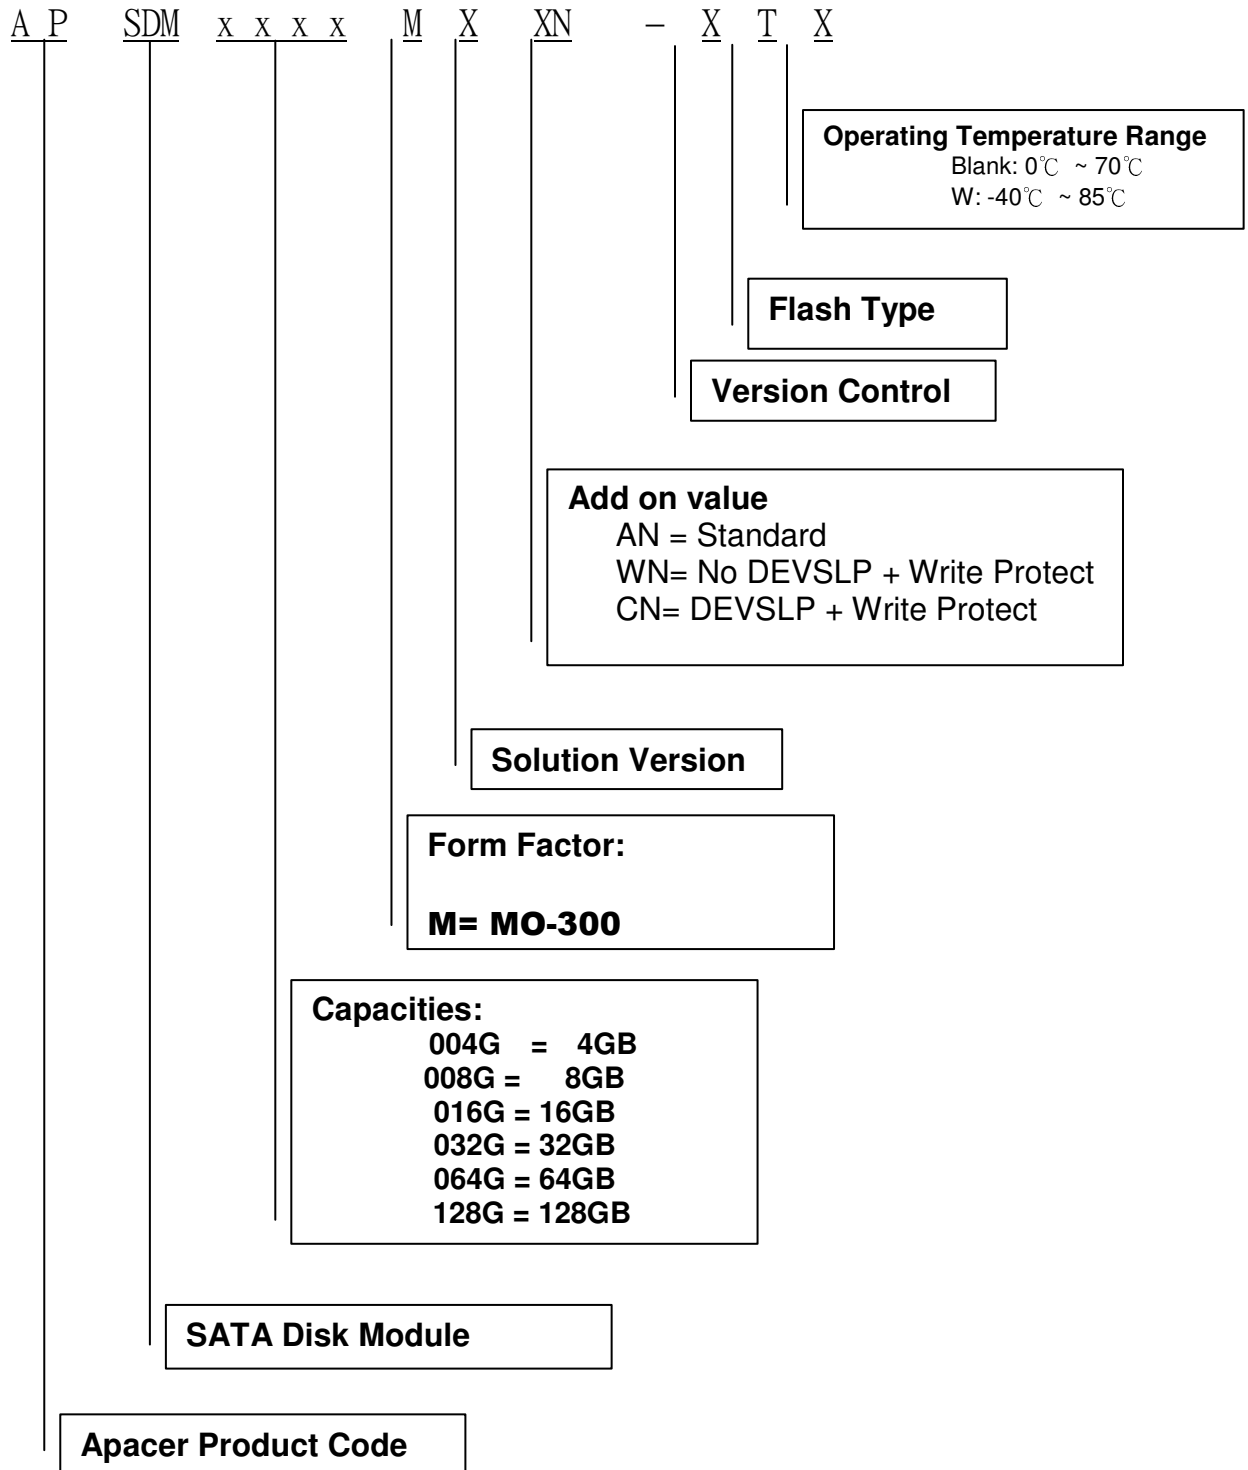 A P SDM x x x x M X XN - X T X
Operating Temperature Range
Blank: 0℃ ~ 70℃
W: -40℃ ~ 85℃
Flash Type
Version Control
Add on value
AN = Standard
WN= No DEVSLP + Write Protect
CN= DEVSLP + Write Protect
Solution Version
Form Factor:
M= MO-300
Capacities:
004G = 4GB
008G = 8GB
016G = 16GB
032G = 32GB
064G = 64GB
128G = 128GB
SATA Disk Module
Apacer Product Code